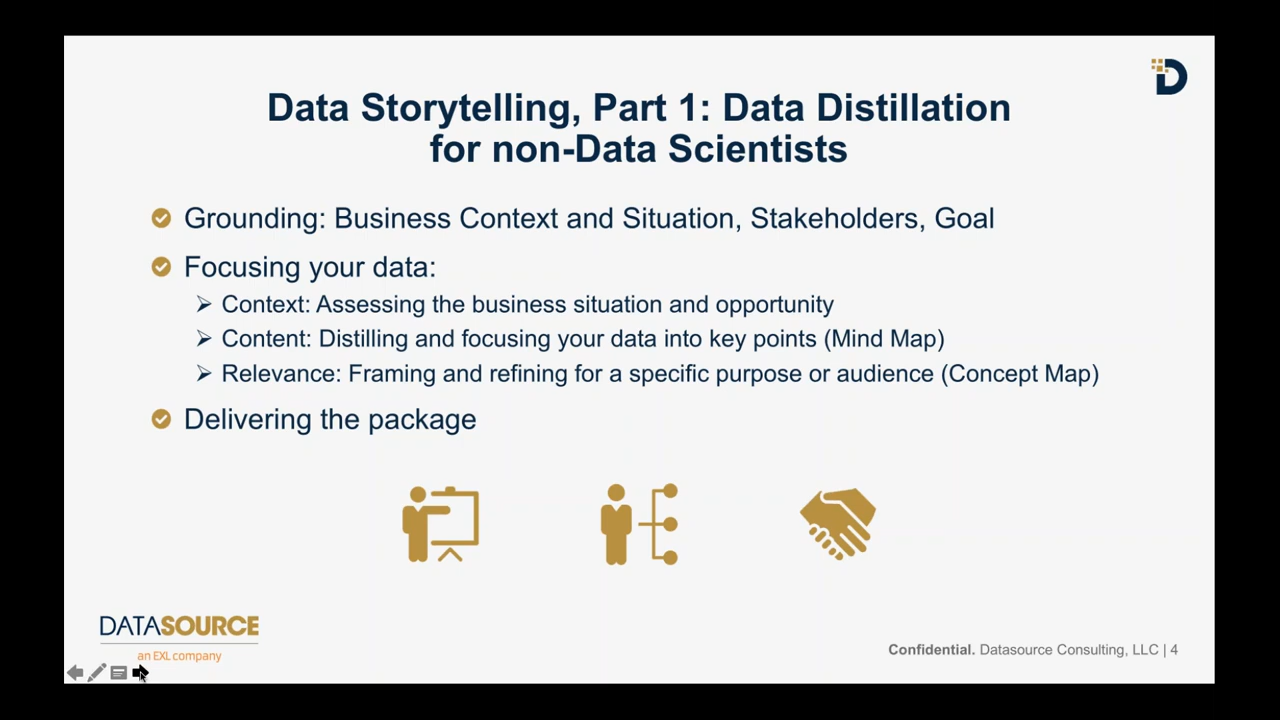 Data Storytelling, Part 1: Data Distillation
for non-Data Scientists
Grounding: Business Context and Situation, Stakeholders, Goal
Focusing your data:
Context: Assessing the business situation and opportunity
Content: Distilling and focusing your data into key points (Mind Map)
Relevance: Framing and refining for a specific purpose or audience (Concept Map)
Delivering the package
DATASOURCE
an EXL company
Confidential. Datasource Consulting, LLC | 4